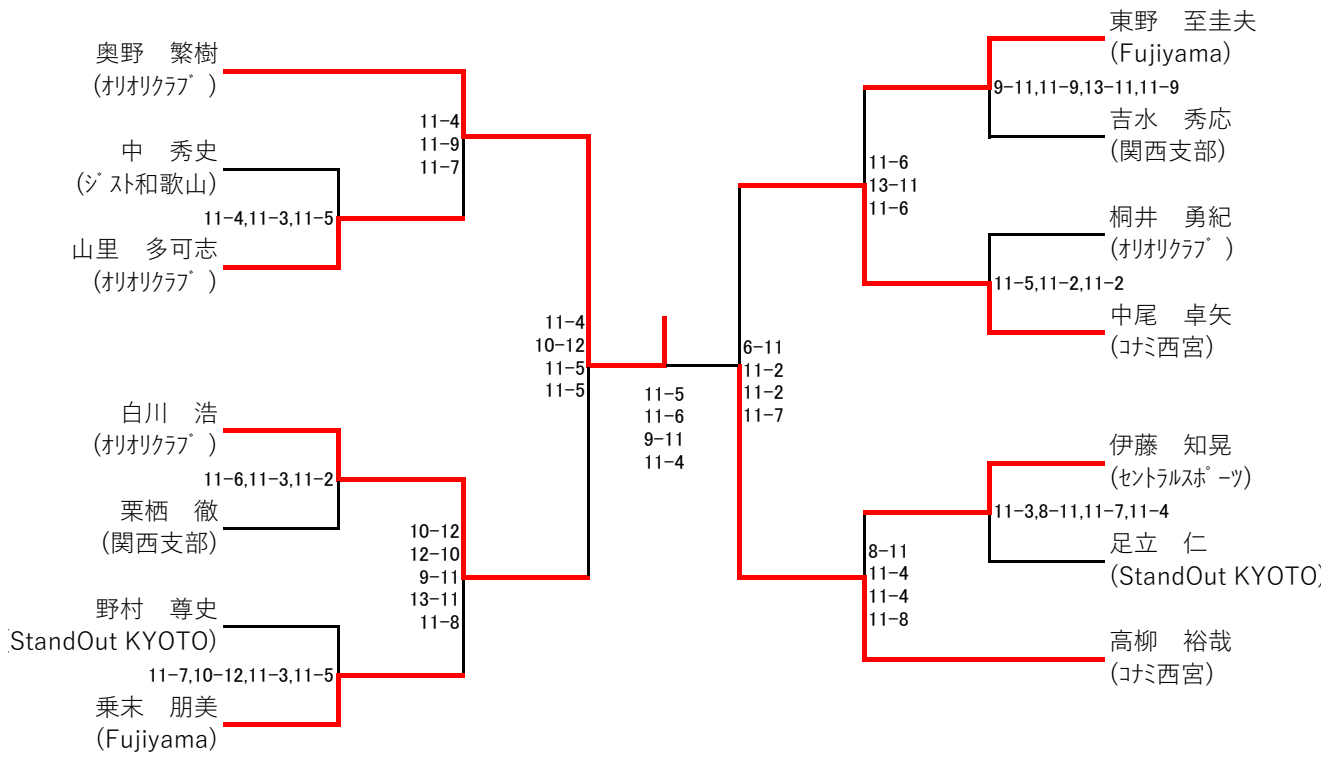 奥野　繁樹
(ｵﾘｵﾘｸﾗﾌﾞ)
中　秀史
(ｼﾞｽﾄ和歌山)
11-4,11-3,11-5
山里　多可志
(ｵﾘｵﾘｸﾗﾌﾞ)
11-4
11-9
11-7
白川　浩
(ｵﾘｵﾘｸﾗﾌﾞ)
11-6,11-3,11-2
栗栖　徹
(関西支部)
野村　尊史
(StandOut KYOTO)
11-7,10-12,11-3,11-5
乗末　朋美
(Fujiyama)
10-12
12-10
9-11
13-11
11-8
11-4
10-12
11-5
11-5
11-5
11-6
9-11
11-4
6-11
11-2
11-2
11-7
東野　至圭夫
(Fujiyama)
9-11,11-9,13-11,11-9
吉水　秀応
(関西支部)
11-6
13-11
11-6
桐井　勇紀
(ｵﾘｵﾘｸﾗﾌﾞ)
11-5,11-2,11-2
中尾　卓矢
(ｺﾅﾐ西宮)
伊藤　知晃
(ｾﾝﾄﾗﾙｽﾎﾟｰﾂ)
11-3,8-11,11-7,11-4
足立　仁
(StandOut KYOTO)
8-11
11-4
11-4
11-8
高柳　裕哉
(ｺﾅﾐ西宮)